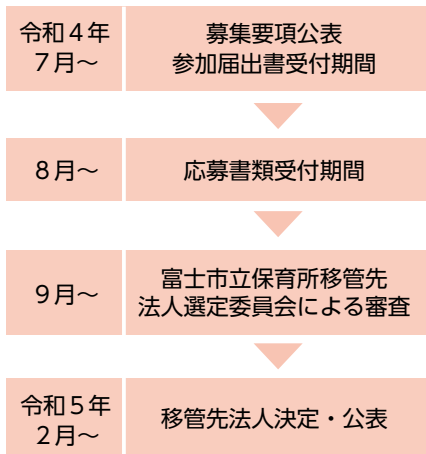 令和４年
７月～
募集要項公表
参加届出書受付期間
８月～
応募書類受付期間
９月～
富士市立保育所移管先
法人選定委員会による審査
令和５年
２月～
移管先法人決定・公表